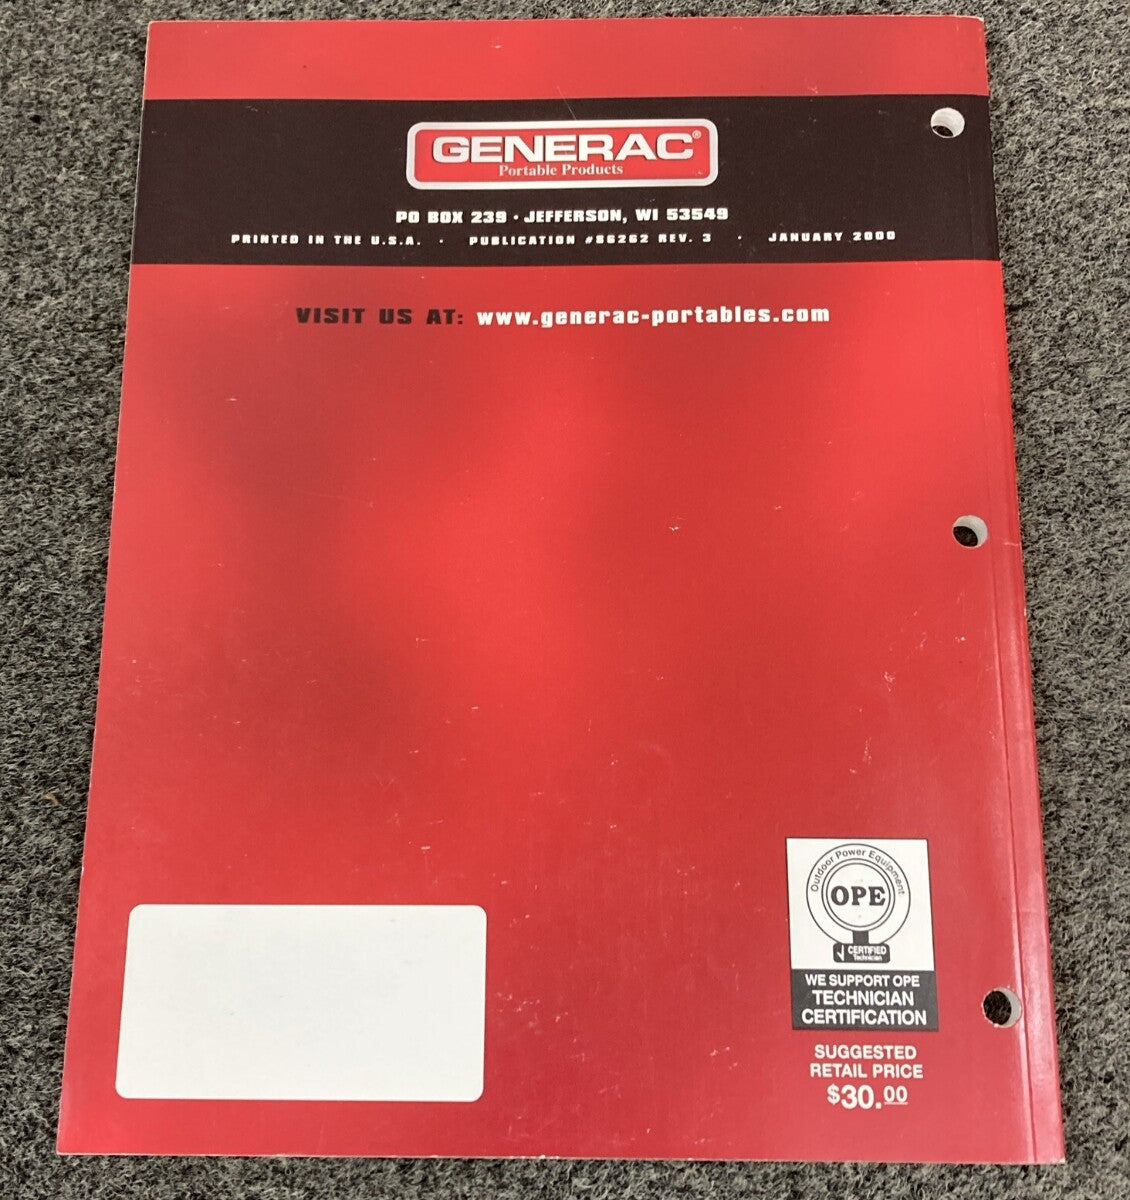 GENERAC®
Portable Products
PO BOX 239 · JEFFERSON, WI 53549
PRINTED IN THE U.S.A. · PUBLICATION #86262 REV. 3 · JANUARY 2000
VISIT US AT: www.generac-portables.com
Outdoor Power Equipment
OPE
CERTIFIED
Technician
WE SUPPORT OPE
TECHNICIAN
CERTIFICATION
SUGGESTED
RETAIL PRICE
$30.00